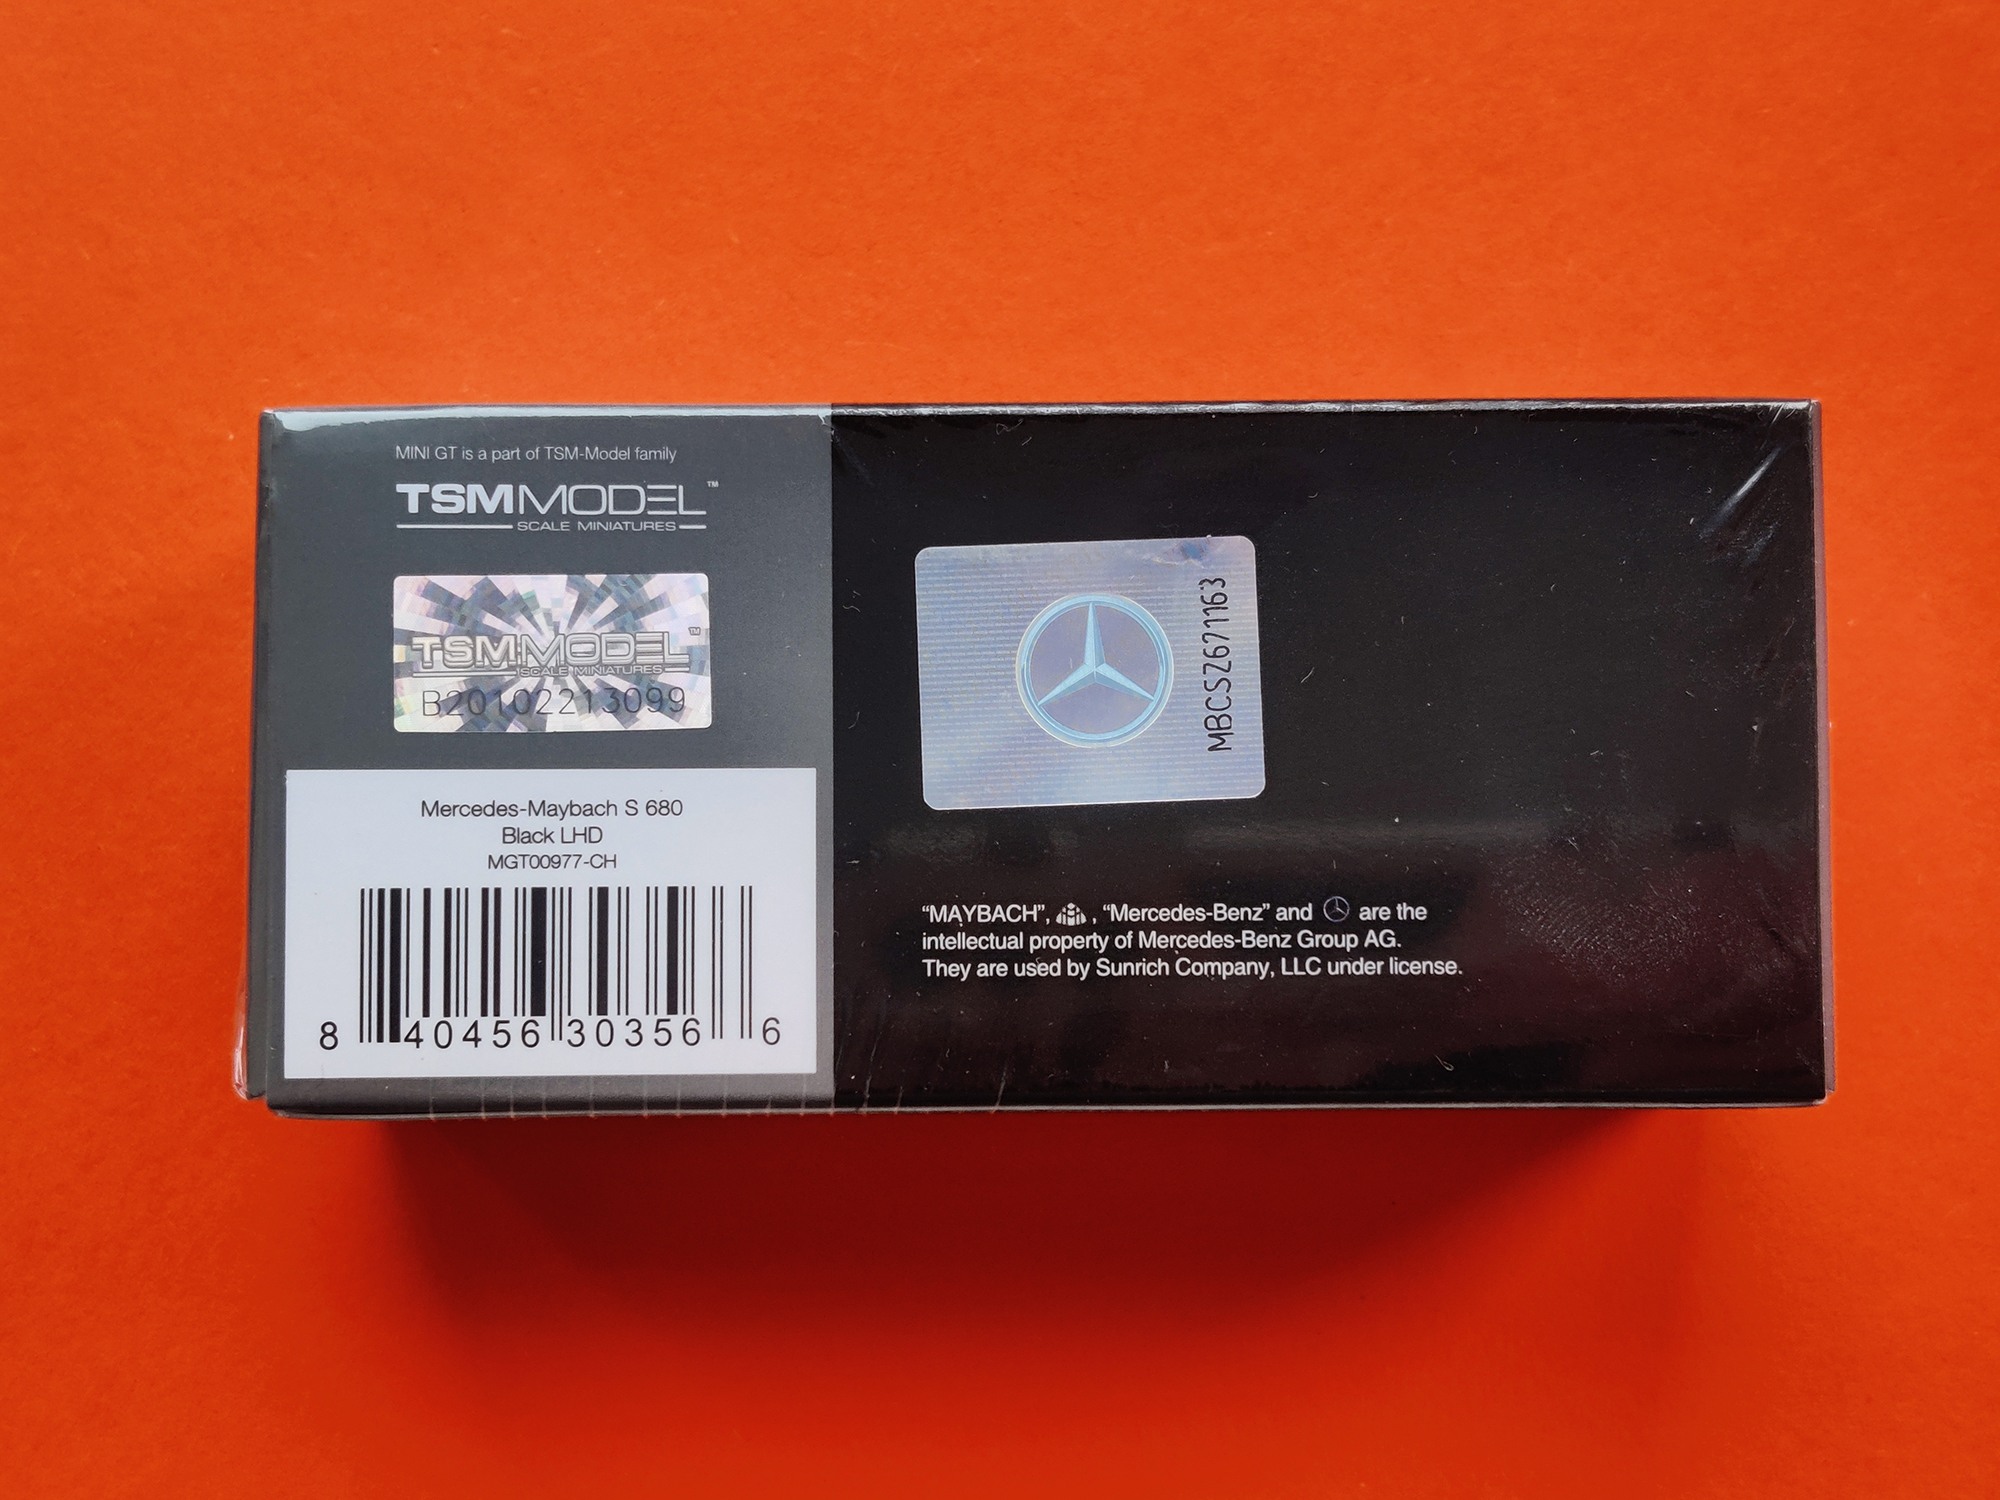 MINI GT is a part of TSM-Model family
TSMMODEL™
SCALE MINIATURES
TSMMODEL™
SCALE MINIATURES
B20102213099
Mercedes-Maybach S 680
Black LHD
MGT00977-CH
8 40456 30356 6
MBCSZ671163
“MAYBACH”, , “Mercedes-Benz” and are the
intellectual property of Mercedes-Benz Group AG.
They are used by Sunrich Company, LLC under license.